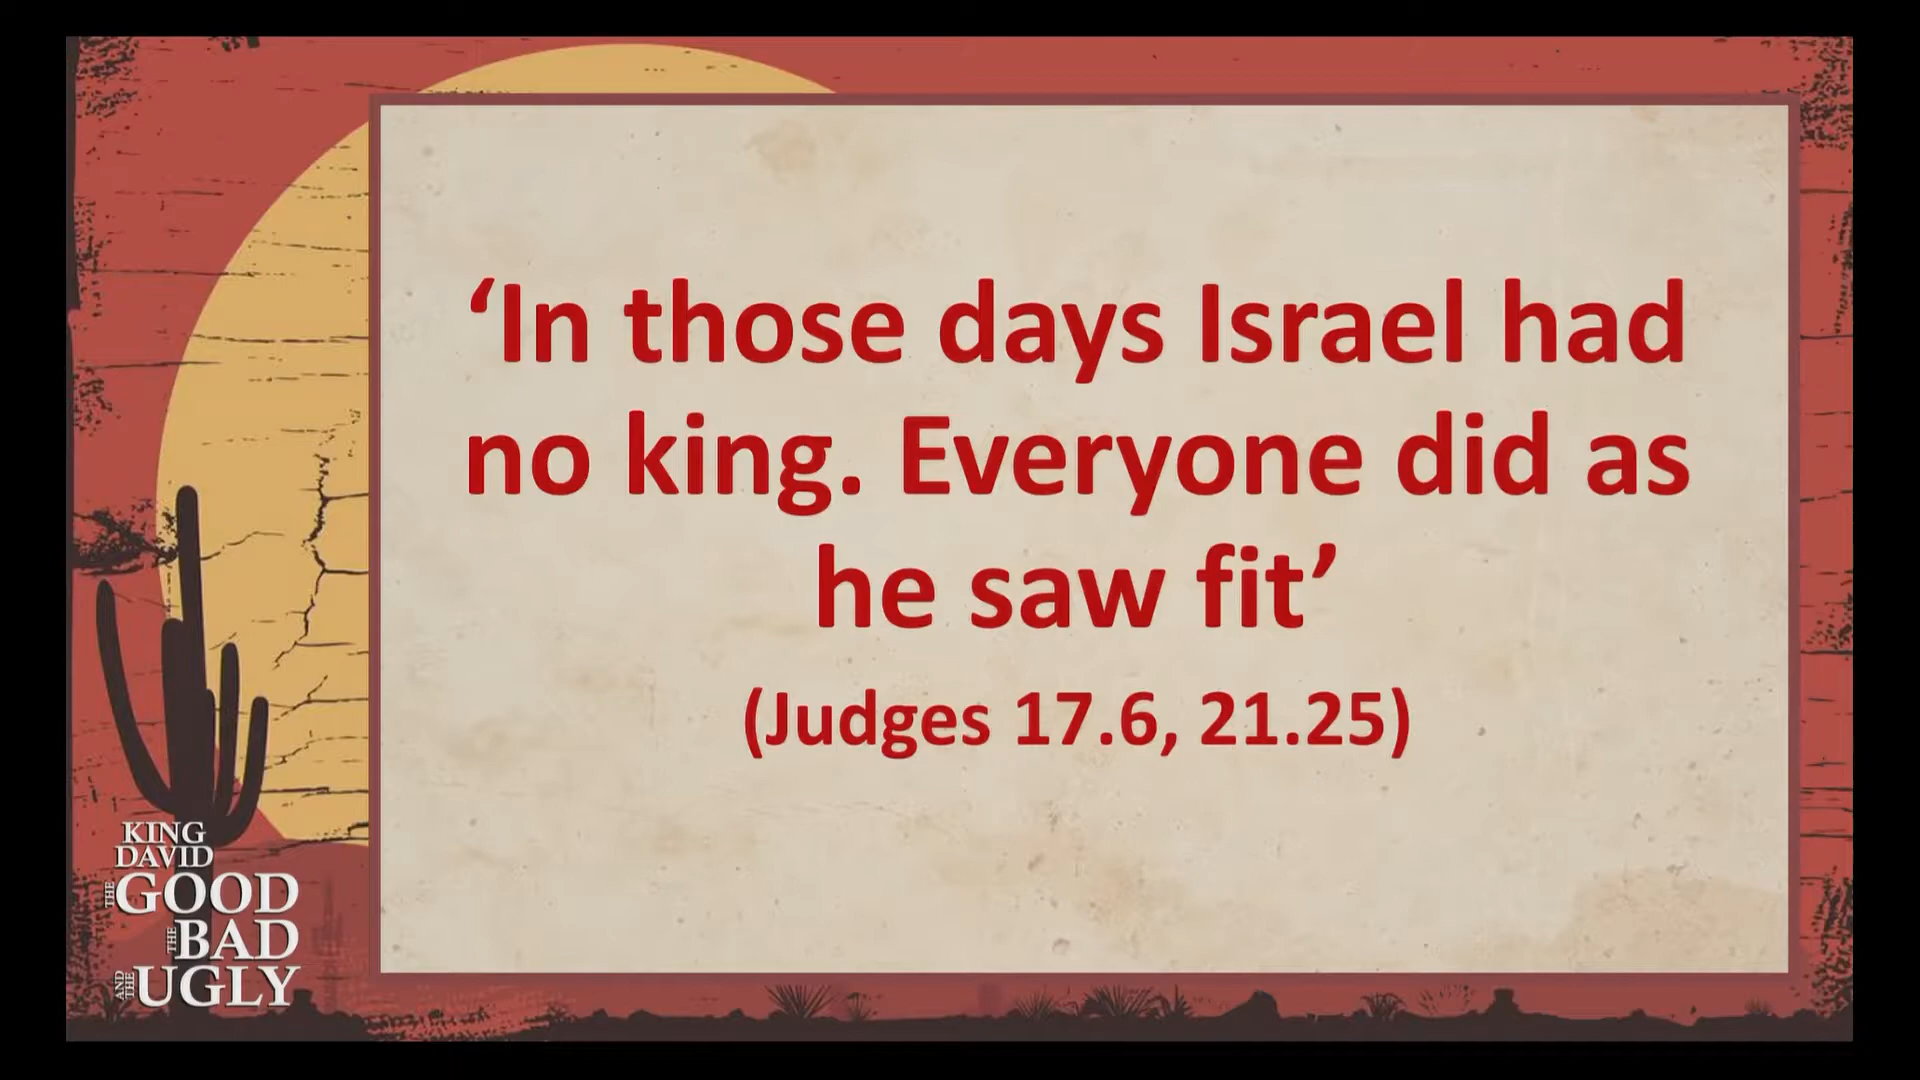 ‘In those days Israel had
no king. Everyone did as
he saw fit’
(Judges 17.6, 21.25)
KING
DAVID
THE GOOD
THE BAD
AND THE UGLY